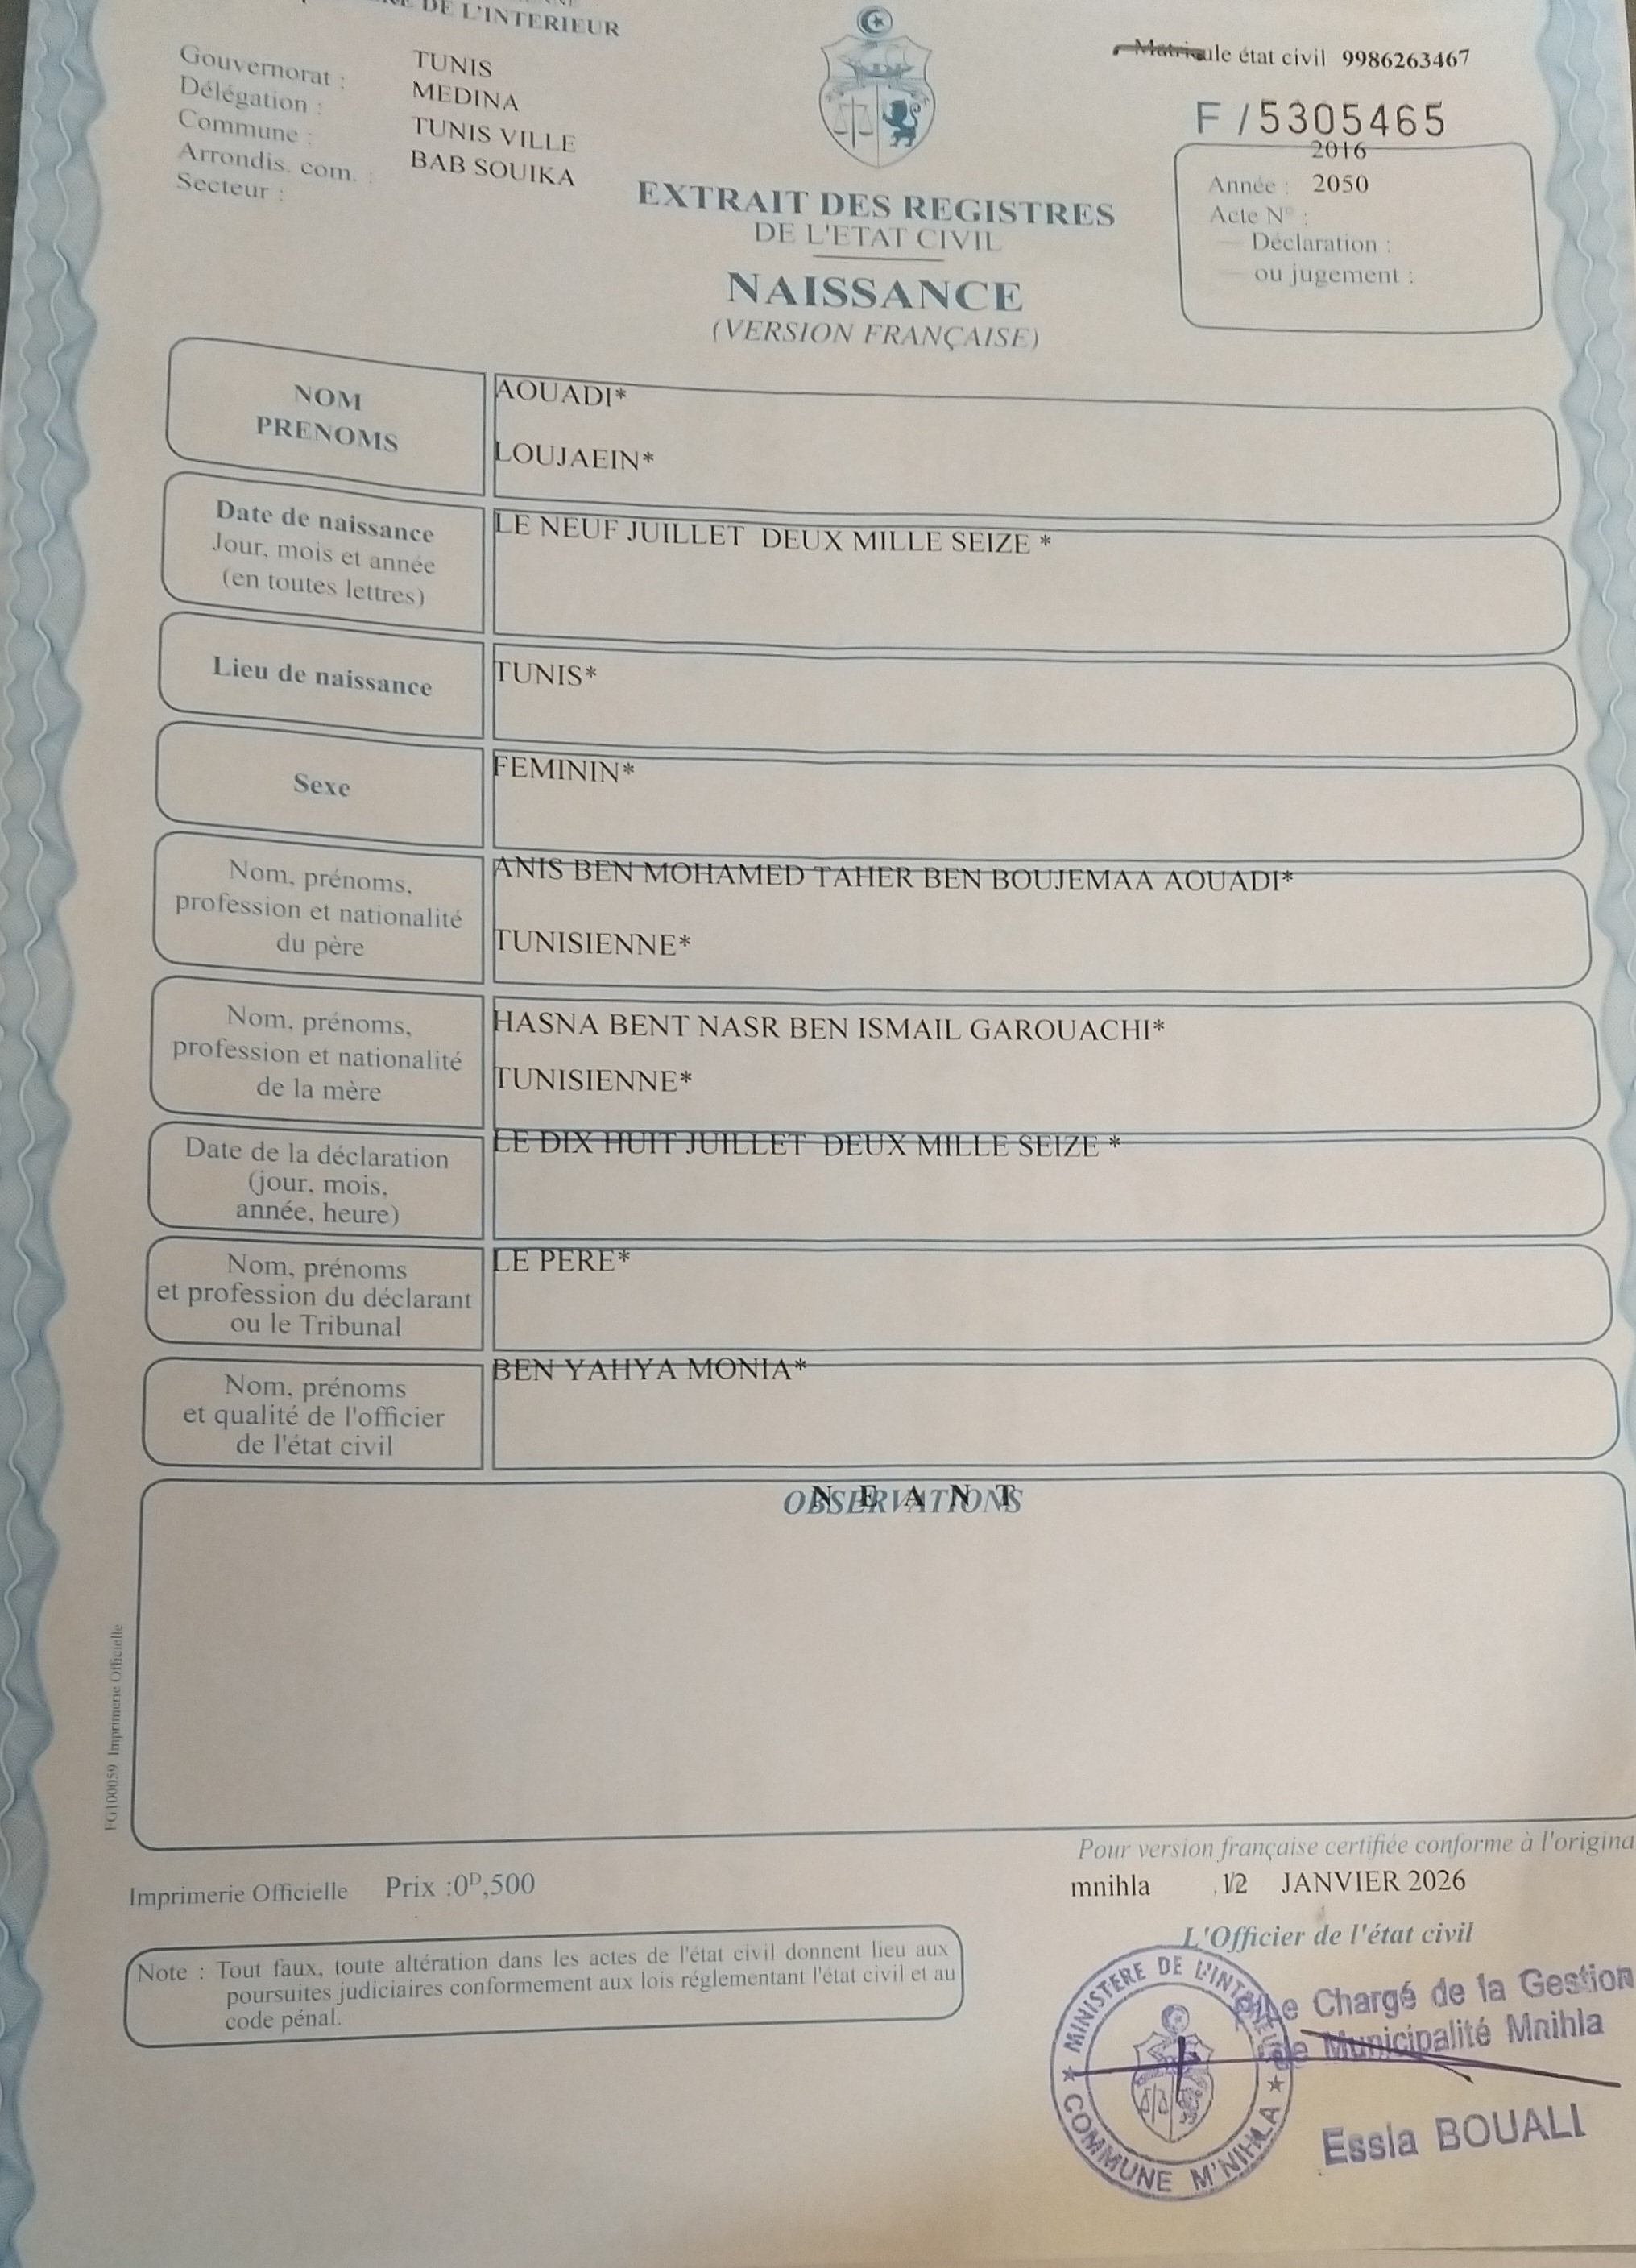 DE L'INTERIEUR
Gouvernorat : TUNIS
Délégation : MEDINA
Commune : TUNIS VILLE
Arrondis. com. : BAB SOUIKA
Secteur :
Matricule état civil 9986263467
F / 5305465
2016
Année : 2050
Acte N° :
— Déclaration :
— ou jugement :
EXTRAIT DES REGISTRES
DE L'ETAT CIVIL
NAISSANCE
(VERSION FRANÇAISE)
NOM
PRENOMS
AOUADI*
LOUJAEIN*
Date de naissance
Jour, mois et année
(en toutes lettres)
LE NEUF JUILLET DEUX MILLE SEIZE *
Lieu de naissance
TUNIS*
Sexe
FEMININ*
Nom, prénoms,
profession et nationalité
du père
ANIS BEN MOHAMED TAHER BEN BOUJEMAA AOUADI*
TUNISIENNE*
Nom, prénoms,
profession et nationalité
de la mère
HASNA BENT NASR BEN ISMAIL GAROUACHI*
TUNISIENNE*
Date de la déclaration
(jour, mois,
année, heure)
LE DIX HUIT JUILLET DEUX MILLE SEIZE *
Nom, prénoms
et profession du déclarant
ou le Tribunal
LE PERE*
Nom, prénoms
et qualité de l'officier
de l'état civil
BEN YAHYA MONIA*
OBSERVATIONS
N E A N T
FG100059 Imprimerie Officielle
Pour version française certifiée conforme à l'origina
Imprimerie Officielle Prix :0ᴰ,500
mnihla 12 JANVIER 2026
L'Officier de l'état civil
Note : Tout faux, toute altération dans les actes de l'état civil donnent lieu aux
poursuites judiciaires conformement aux lois réglementant l'état civil et au
code pénal.
MINISTERE DE L'INTERIEUR
★ COMMUNE M'NIHLA ★
Le Chargé de la Gestion
de Municipalité Mnihla
Essia BOUALI